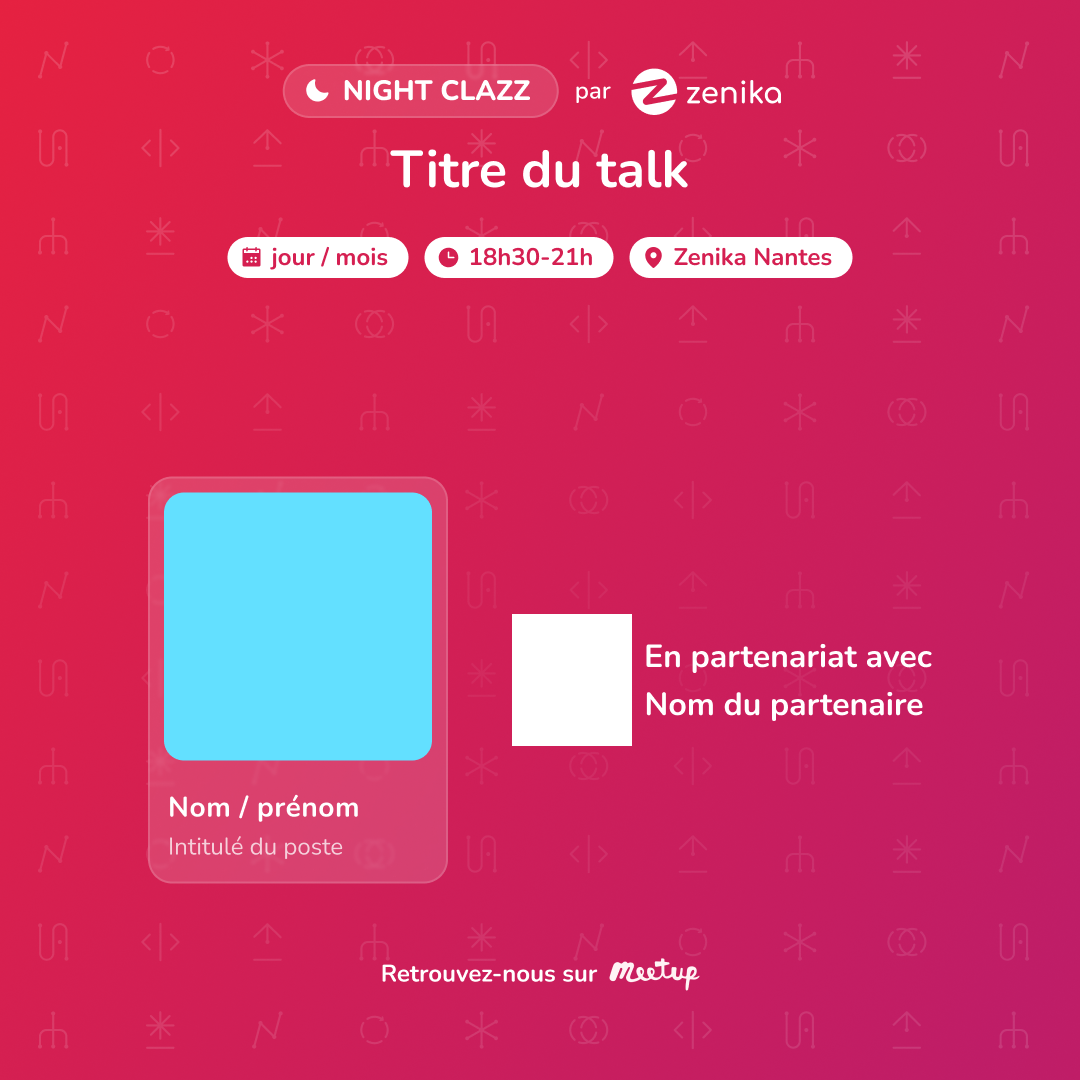 NIGHT CLAZZ par zenika
Titre du talk
jour / mois 18h30-21h Zenika Nantes
En partenariat avec
Nom du partenaire
Nom / prénom
Intitulé du poste
Retrouvez-nous sur meetup